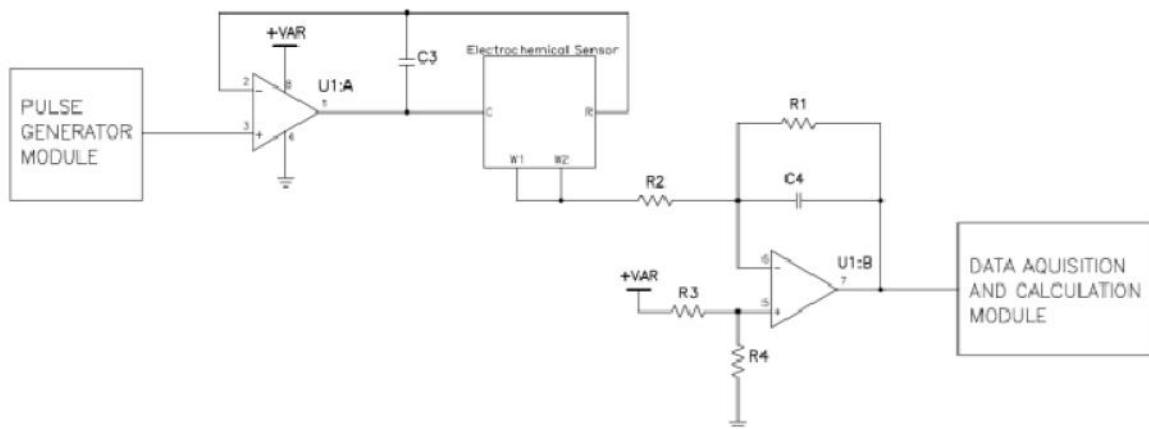 +VAR
C3
Electrochemical Sensor
PULSE
GENERATOR
MODULE
2
8
U1:A
1
3
C
R
W1
W2
R1
R2
C4
6
U1:B
7
5
+VAR
R3
R4
DATA AQUISITION
AND CALCULATION
MODULE